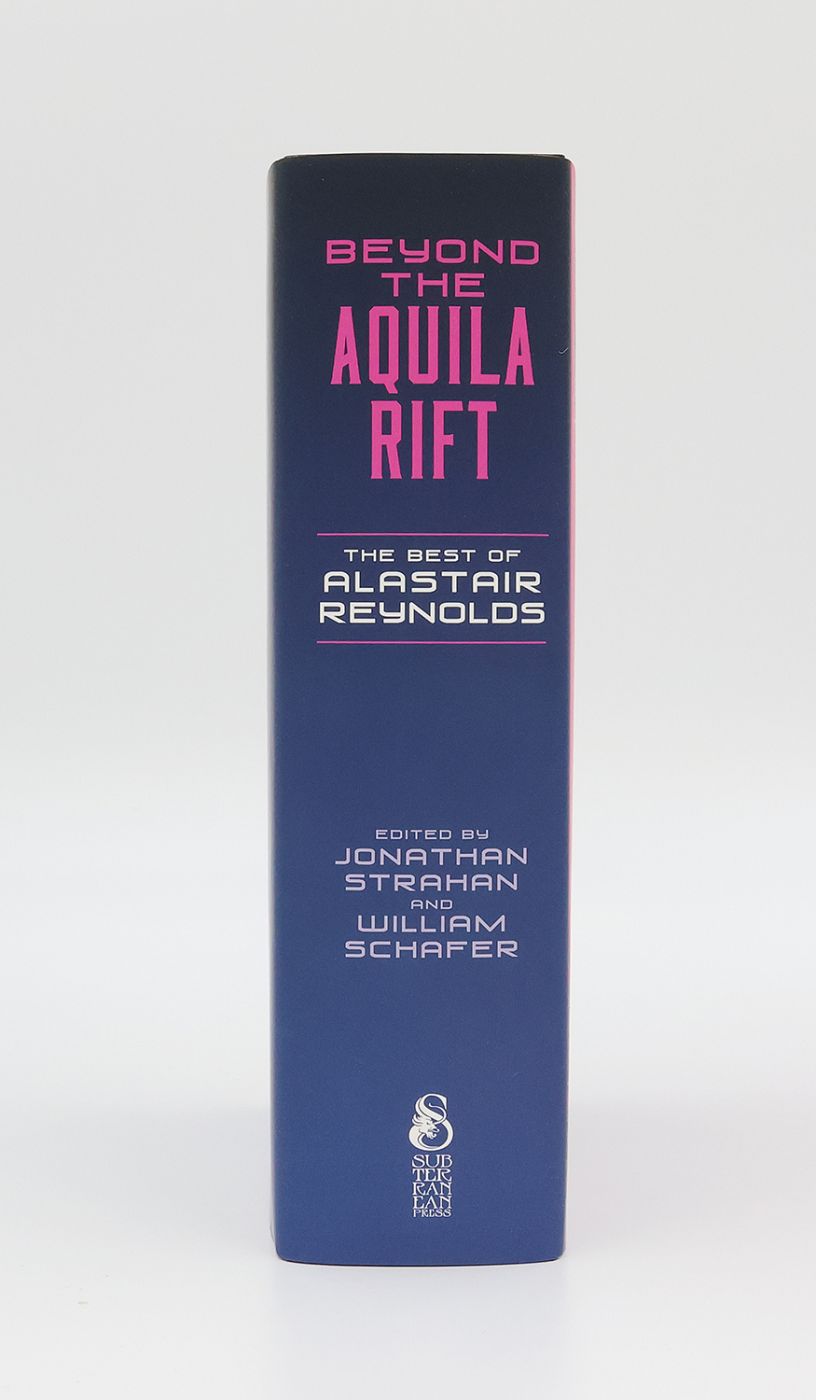 BEYOND
THE
AQUILA
RIFT
THE BEST OF
ALASTAIR
REYNOLDS
EDITED BY
JONATHAN
STRAHAN
AND
WILLIAM
SCHAFER
S
SUB
TER
RAN
EAN
PRESS